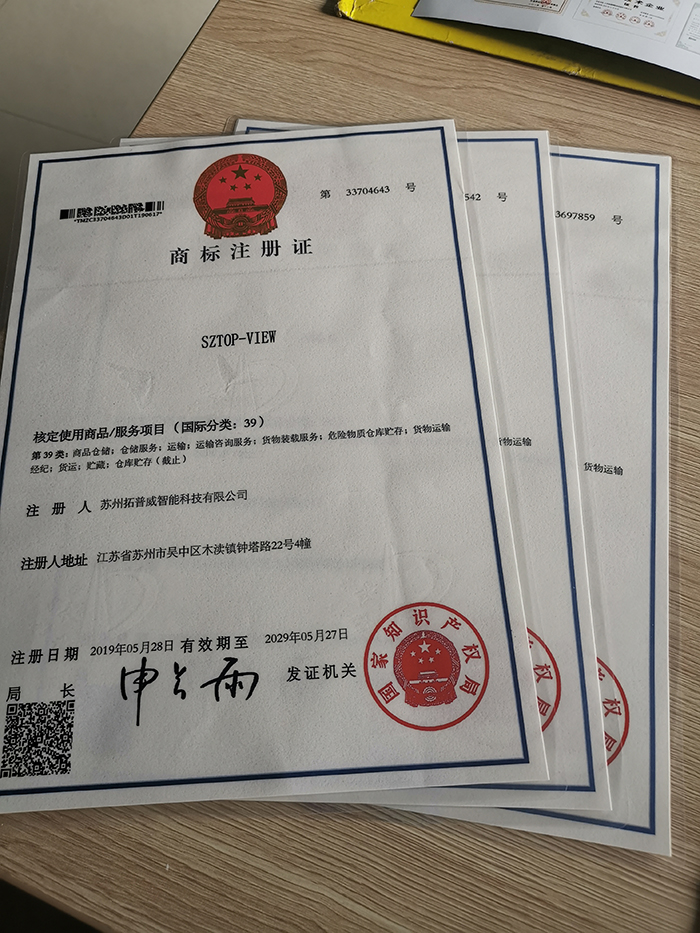 第 33704643 号
*TMZC33704643D01T190617*
商标注册证
SZTOP-VIEW
核定使用商品/服务项目（国际分类：39）
第39类：商品仓储；仓储服务；运输；运输咨询服务；货物装载服务；危险物质仓库贮存；货物运输
经纪；货运；贮藏；仓库贮存（截止）
注册人 苏州拓普威智能科技有限公司
注册人地址 江苏省苏州市吴中区木渎镇钟塔路22号4幢
注册日期 2019年05月28日 有效期至 2029年05月27日
局长 申长雨 发证机关
国家知识产权局
542 号
货物运输
权局
3697859 号
货物运输
权局